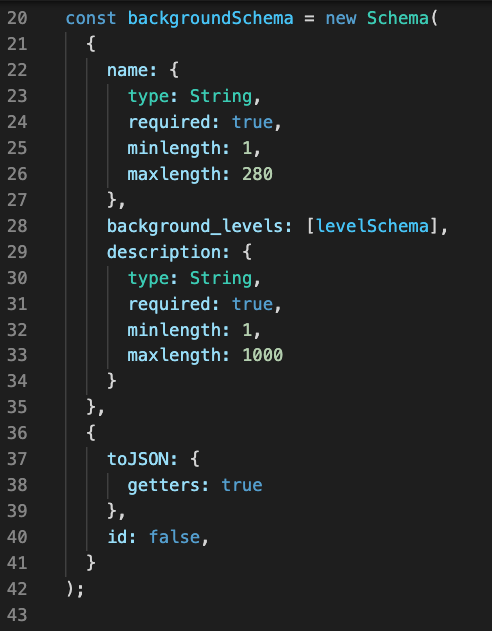 20 const backgroundSchema = new Schema(
21   {
22     name: {
23       type: String,
24       required: true,
25       minlength: 1,
26       maxlength: 280
27     },
28     background_levels: [levelSchema],
29     description: {
30       type: String,
31       required: true,
32       minlength: 1,
33       maxlength: 1000
34     }
35   },
36   {
37     toJSON: {
38       getters: true
39     },
40     id: false,
41   }
42 );
43